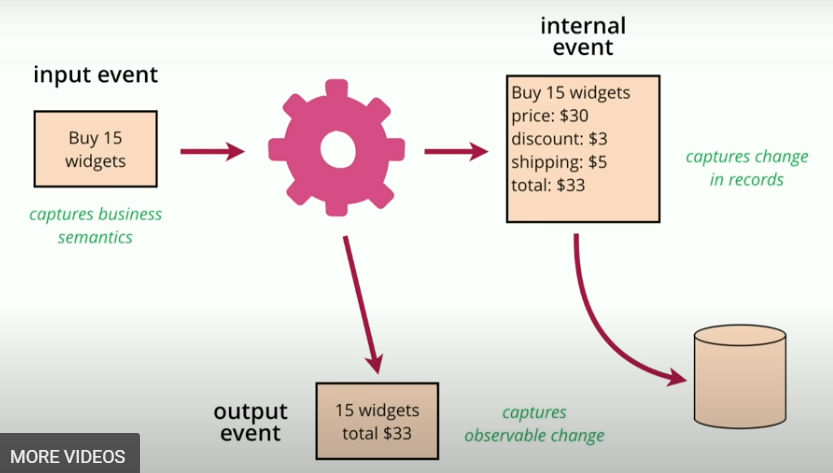 input event
Buy 15
widgets
captures business
semantics
internal
event
Buy 15 widgets
price: $30
discount: $3
shipping: $5
total: $33
captures change
in records
output
event
15 widgets
total $33
captures
observable change
MORE VIDEOS